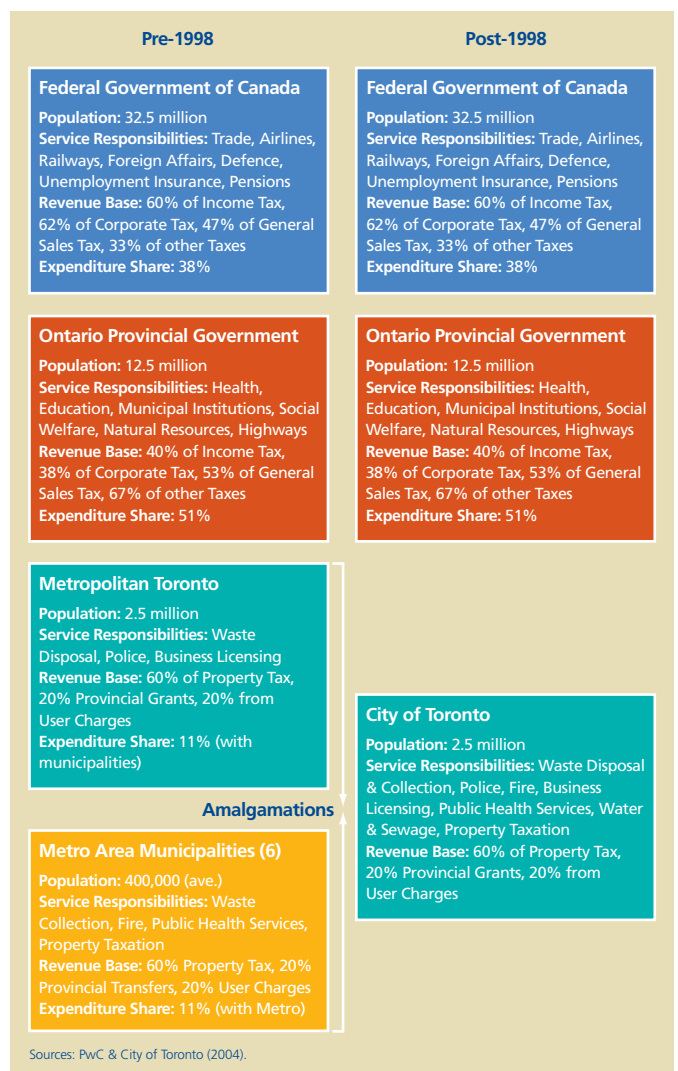 Pre-1998
Post-1998
Federal Government of Canada
Population: 32.5 million
Service Responsibilities: Trade, Airlines,
Railways, Foreign Affairs, Defence,
Unemployment Insurance, Pensions
Revenue Base: 60% of Income Tax,
62% of Corporate Tax, 47% of General
Sales Tax, 33% of other Taxes
Expenditure Share: 38%
Federal Government of Canada
Population: 32.5 million
Service Responsibilities: Trade, Airlines,
Railways, Foreign Affairs, Defence,
Unemployment Insurance, Pensions
Revenue Base: 60% of Income Tax,
62% of Corporate Tax, 47% of General
Sales Tax, 33% of other Taxes
Expenditure Share: 38%
Ontario Provincial Government
Population: 12.5 million
Service Responsibilities: Health,
Education, Municipal Institutions, Social
Welfare, Natural Resources, Highways
Revenue Base: 40% of Income Tax,
38% of Corporate Tax, 53% of General
Sales Tax, 67% of other Taxes
Expenditure Share: 51%
Ontario Provincial Government
Population: 12.5 million
Service Responsibilities: Health,
Education, Municipal Institutions, Social
Welfare, Natural Resources, Highways
Revenue Base: 40% of Income Tax,
38% of Corporate Tax, 53% of General
Sales Tax, 67% of other Taxes
Expenditure Share: 51%
Metropolitan Toronto
Population: 2.5 million
Service Responsibilities: Waste
Disposal, Police, Business Licensing
Revenue Base: 60% of Property Tax,
20% Provincial Grants, 20% from
User Charges
Expenditure Share: 11% (with
municipalities)
Amalgamations
Metro Area Municipalities (6)
Population: 400,000 (ave.)
Service Responsibilities: Waste
Collection, Fire, Public Health Services,
Property Taxation
Revenue Base: 60% Property Tax, 20%
Provincial Transfers, 20% User Charges
Expenditure Share: 11% (with Metro)
City of Toronto
Population: 2.5 million
Service Responsibilities: Waste Disposal
& Collection, Police, Fire, Business
Licensing, Public Health Services, Water
& Sewage, Property Taxation
Revenue Base: 60% of Property Tax,
20% Provincial Grants, 20% from
User Charges
Sources: PwC & City of Toronto (2004).